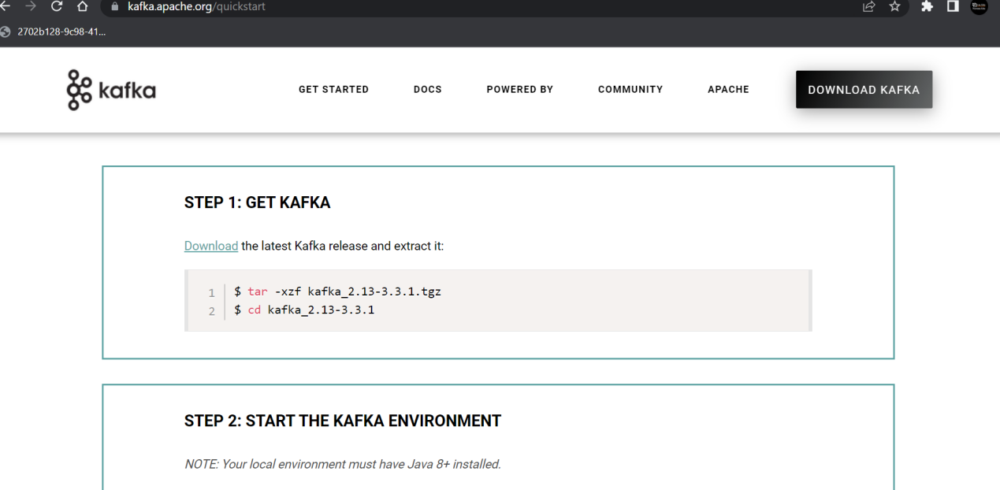 kafka.apache.org/quickstart
2702b128-9c98-41...
kafka
GET STARTED
DOCS
POWERED BY
COMMUNITY
APACHE
DOWNLOAD KAFKA
STEP 1: GET KAFKA
Download the latest Kafka release and extract it:
1 $ tar -xzf kafka_2.13-3.3.1.tgz
2 $ cd kafka_2.13-3.3.1
STEP 2: START THE KAFKA ENVIRONMENT
NOTE: Your local environment must have Java 8+ installed.